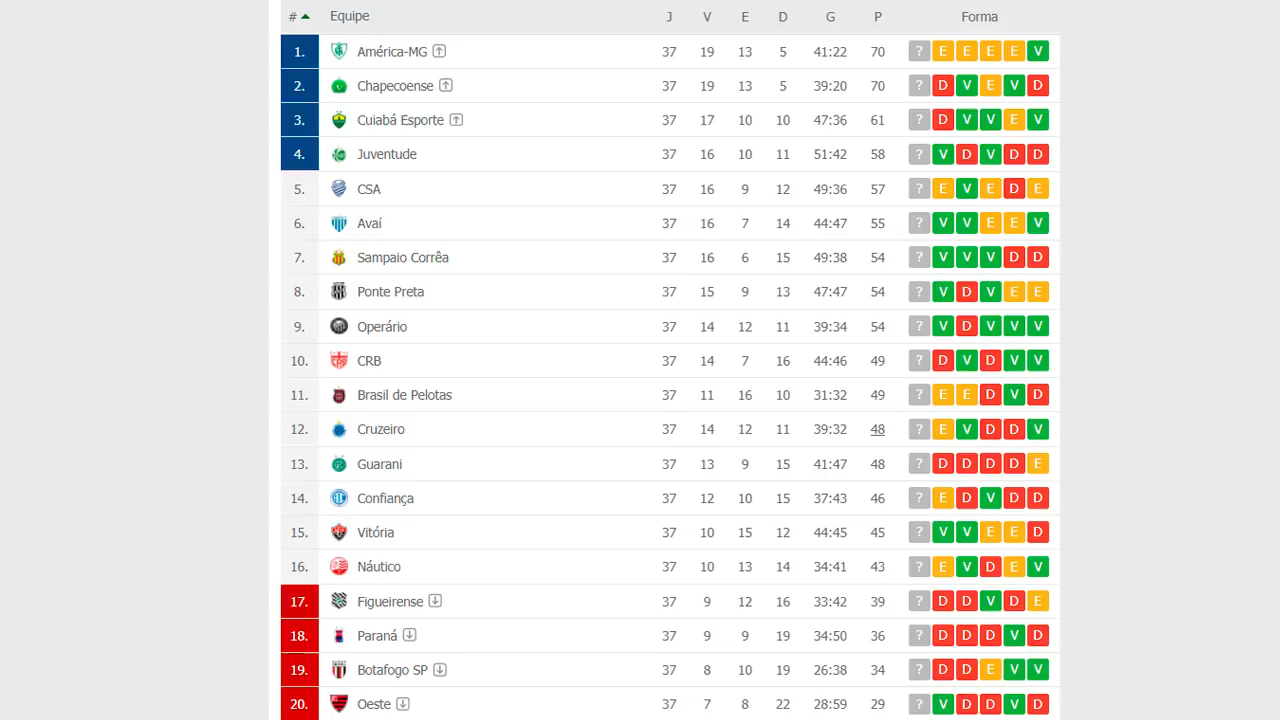 # Equipe J V E D G P Forma
1. América-MG 37 19 13 5 41:22 70 ? E E E E V
2. Chapecoense 37 19 13 5 39:20 70 ? D V E V D
3. Cuiabá Esporte 37 17 10 10 47:36 61 ? D V V E V
4. Juventude 37 16 10 11 51:42 58 ? V D V D D
5. CSA 37 16 9 12 49:36 57 ? E V E D E
6. Avaí 37 16 7 14 44:47 55 ? V V E E V
7. Sampaio Corrêa 37 16 6 15 49:38 54 ? V V V D D
8. Ponte Preta 37 15 9 13 47:47 54 ? V D V E E
9. Operário 37 14 12 11 39:34 54 ? V D V V V
10. CRB 37 14 7 16 44:46 49 ? D V D V V
11. Brasil de Pelotas 37 11 16 10 31:32 49 ? E E D V D
12. Cruzeiro 37 14 12 11 39:32 48 ? E V D D V
13. Guarani 37 13 9 15 41:47 48 ? D D D D E
14. Confiança 37 12 10 15 37:43 46 ? E D V D D
15. Vitória 37 10 15 12 44:45 45 ? V V E E D
16. Náutico 37 10 13 14 34:41 43 ? E V D E V
17. Figueirense 37 9 12 16 33:42 39 ? D D V D E
18. Paraná 37 9 9 19 34:50 36 ? D D D V D
19. Botafogo SP 37 8 10 19 26:38 34 ? D D E V V
20. Oeste 37 7 8 22 28:59 29 ? V D D V D